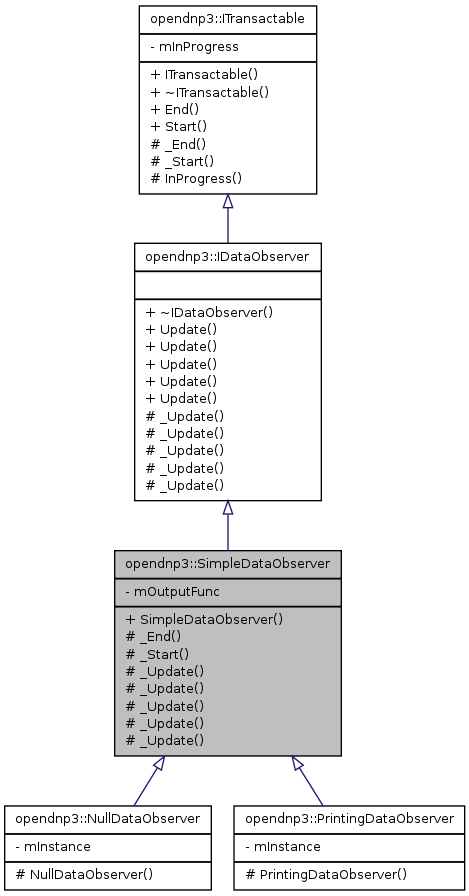 opendnp3::ITransactable
- mInProgress
+ ITransactable()
+ ~ITransactable()
+ End()
+ Start()
# _End()
# _Start()
# InProgress()
opendnp3::IDataObserver
+ ~IDataObserver()
+ Update()
+ Update()
+ Update()
+ Update()
+ Update()
# _Update()
# _Update()
# _Update()
# _Update()
# _Update()
opendnp3::SimpleDataObserver
- mOutputFunc
+ SimpleDataObserver()
# _End()
# _Start()
# _Update()
# _Update()
# _Update()
# _Update()
# _Update()
opendnp3::NullDataObserver
- mInstance
# NullDataObserver()
opendnp3::PrintingDataObserver
- mInstance
# PrintingDataObserver()